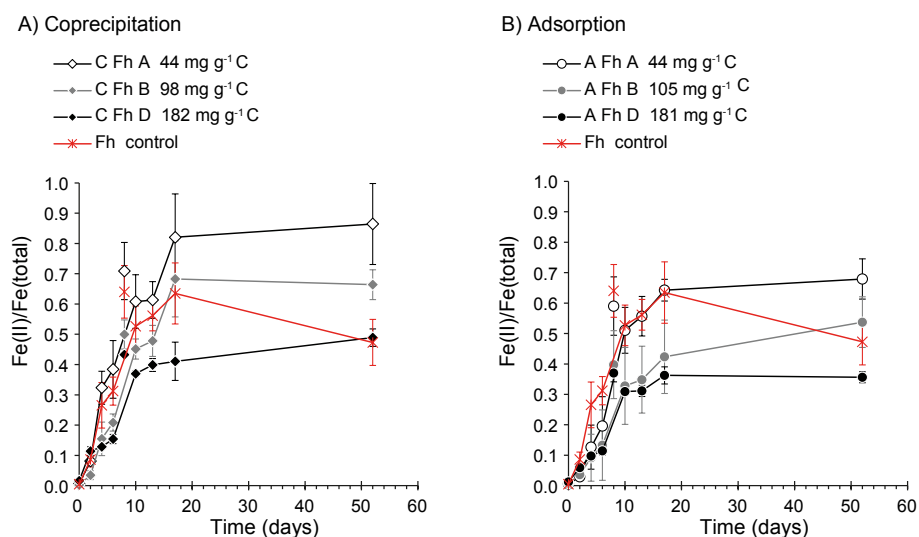 A) Coprecipitation
C Fh A 44 mg g⁻¹ C
C Fh B 98 mg g⁻¹ C
C Fh D 182 mg g⁻¹ C
Fh control
Fe(II)/Fe(total)
1.0
0.9
0.8
0.7
0.6
0.5
0.4
0.3
0.2
0.1
0.0
0 10 20 30 40 50 60
Time (days)
B) Adsorption
A Fh A 44 mg g⁻¹ C
A Fh B 105 mg g⁻¹ C
A Fh D 181 mg g⁻¹ C
Fh control
Fe(II)/Fe(total)
1.0
0.9
0.8
0.7
0.6
0.5
0.4
0.3
0.2
0.1
0.0
0 10 20 30 40 50 60
Time (days)